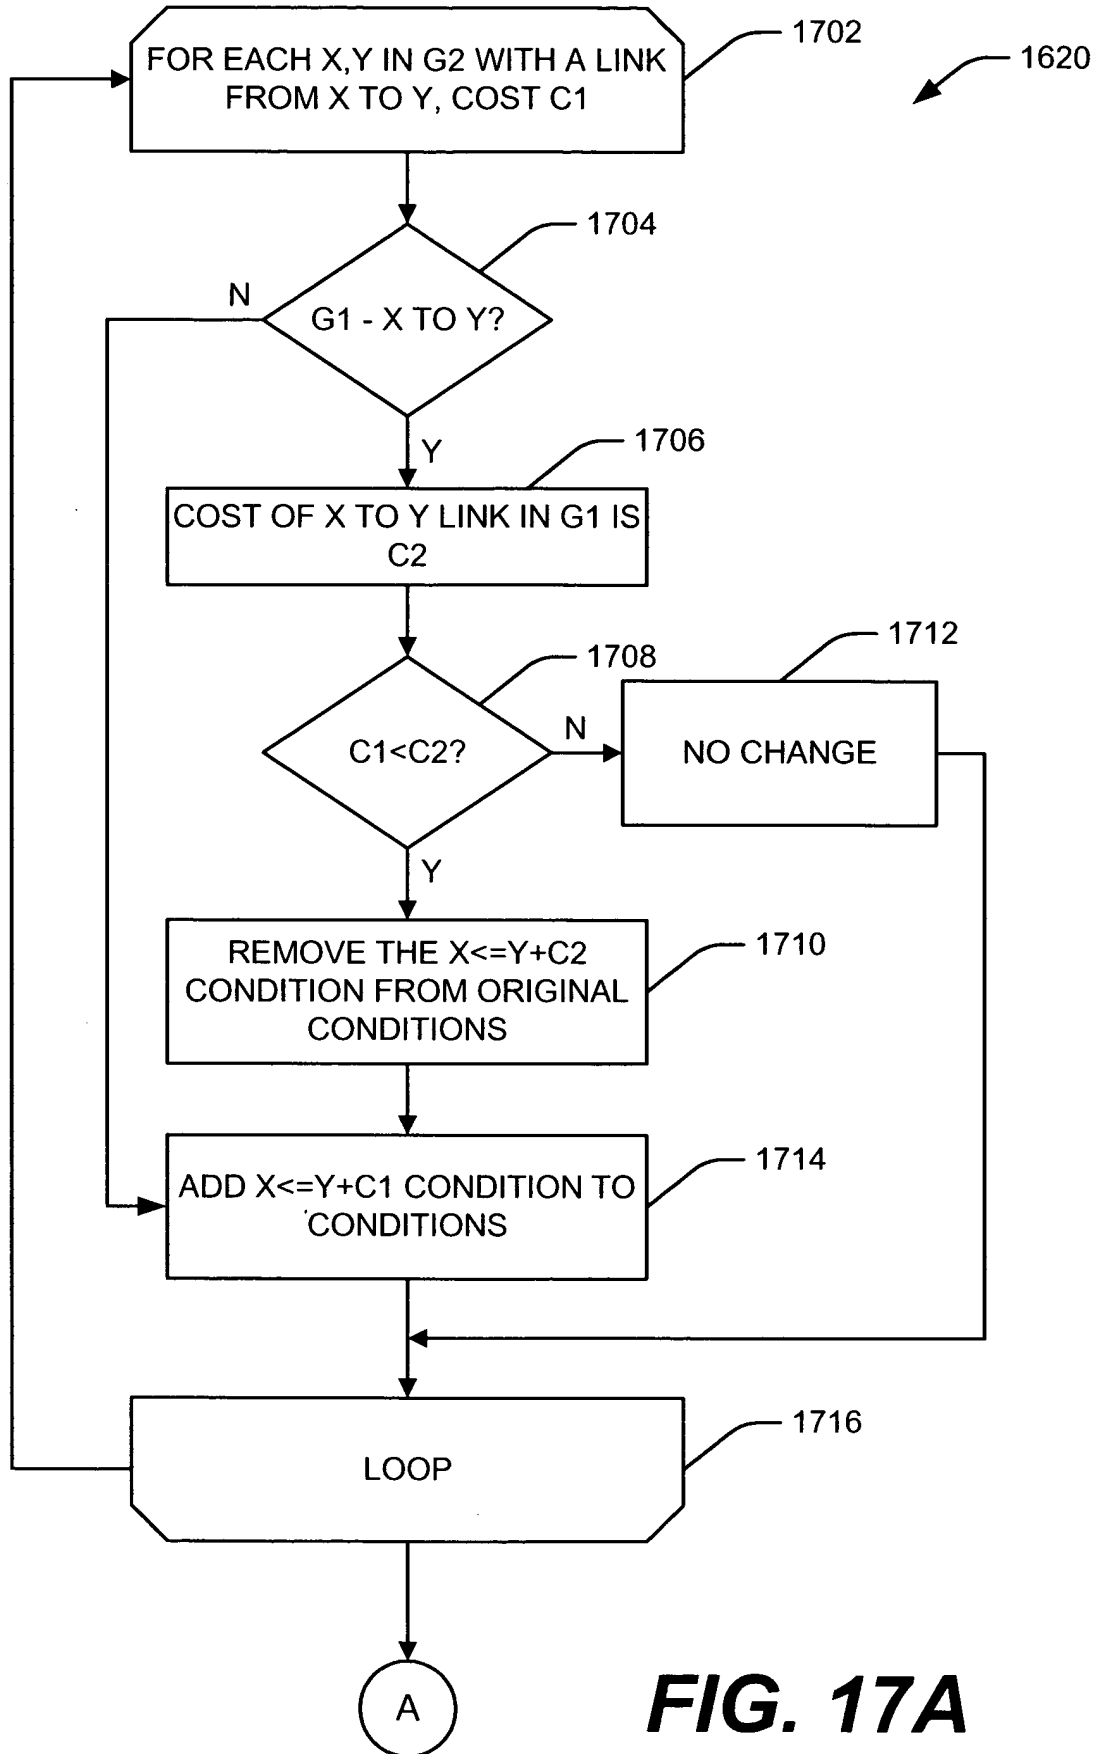 1702
FOR EACH X,Y IN G2 WITH A LINK
FROM X TO Y, COST C1
1620
1704
N
G1 - X TO Y?
Y
1706
COST OF X TO Y LINK IN G1 IS
C2
1712
1708
C1<C2?
N
NO CHANGE
Y
REMOVE THE X<=Y+C2
CONDITION FROM ORIGINAL
CONDITIONS
1710
1714
ADD X<=Y+C1 CONDITION TO
CONDITIONS
1716
LOOP
A
FIG. 17A